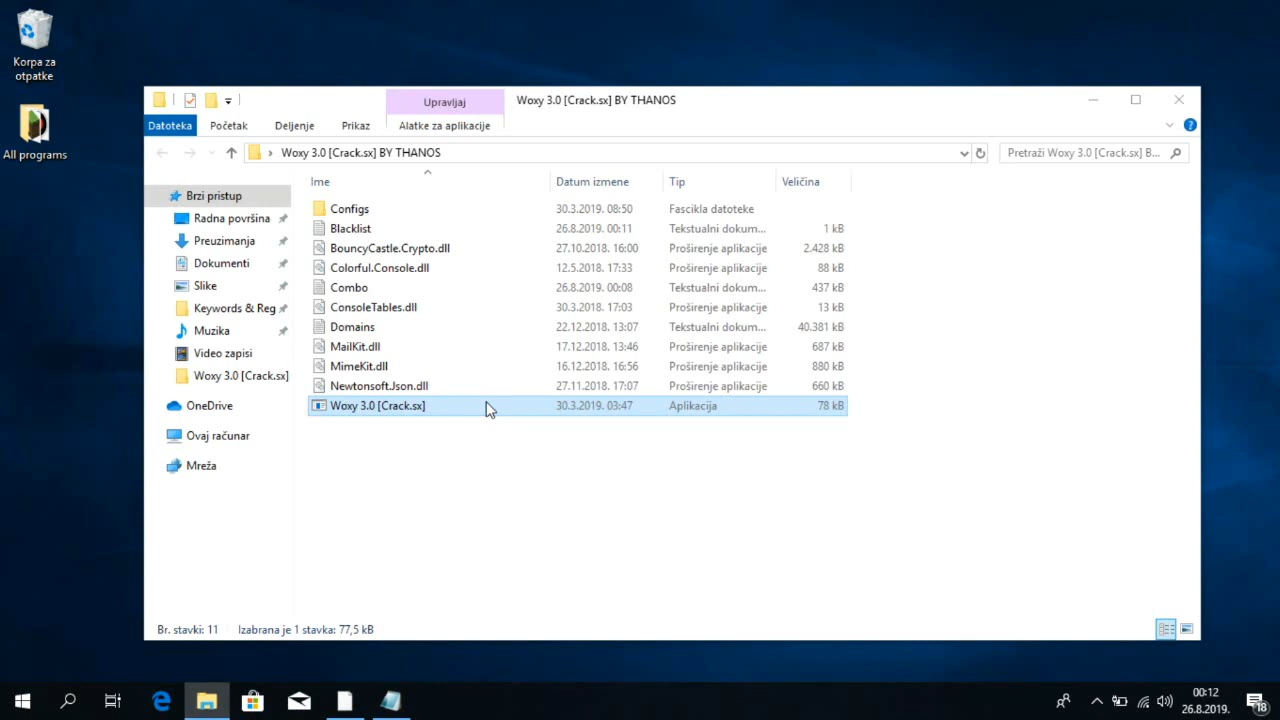 Korpa za
otpatke
All programs
Upravljaj
Woxy 3.0 [Crack.sx] BY THANOS
Datoteka
Početak
Deljenje
Prikaz
Alatke za aplikacije
Woxy 3.0 [Crack.sx] BY THANOS
Pretraži Woxy 3.0 [Crack.sx] B...
Ime
Datum izmene
Tip
Veličina
Brzi pristup
Radna površina
Preuzimanja
Dokumenti
Slike
Keywords & Reg
Muzika
Video zapisi
Woxy 3.0 [Crack.sx]
OneDrive
Ovaj računar
Mreža
Configs 30.3.2019. 08:50 Fascikla datoteke
Blacklist 26.8.2019. 00:11 Tekstualni dokum... 1 kB
BouncyCastle.Crypto.dll 27.10.2018. 16:00 Proširenje aplikacije 2.428 kB
Colorful.Console.dll 12.5.2018. 17:33 Proširenje aplikacije 88 kB
Combo 26.8.2019. 00:08 Tekstualni dokum... 437 kB
ConsoleTables.dll 30.3.2018. 17:03 Proširenje aplikacije 13 kB
Domains 22.12.2018. 13:07 Tekstualni dokum... 40.381 kB
MailKit.dll 17.12.2018. 13:46 Proširenje aplikacije 687 kB
MimeKit.dll 16.12.2018. 16:56 Proširenje aplikacije 880 kB
Newtonsoft.Json.dll 27.11.2018. 17:07 Proširenje aplikacije 660 kB
Woxy 3.0 [Crack.sx] 30.3.2019. 03:47 Aplikacija 78 kB
Br. stavki: 11
Izabrana je 1 stavka: 77,5 kB
00:12
26.8.2019.
18